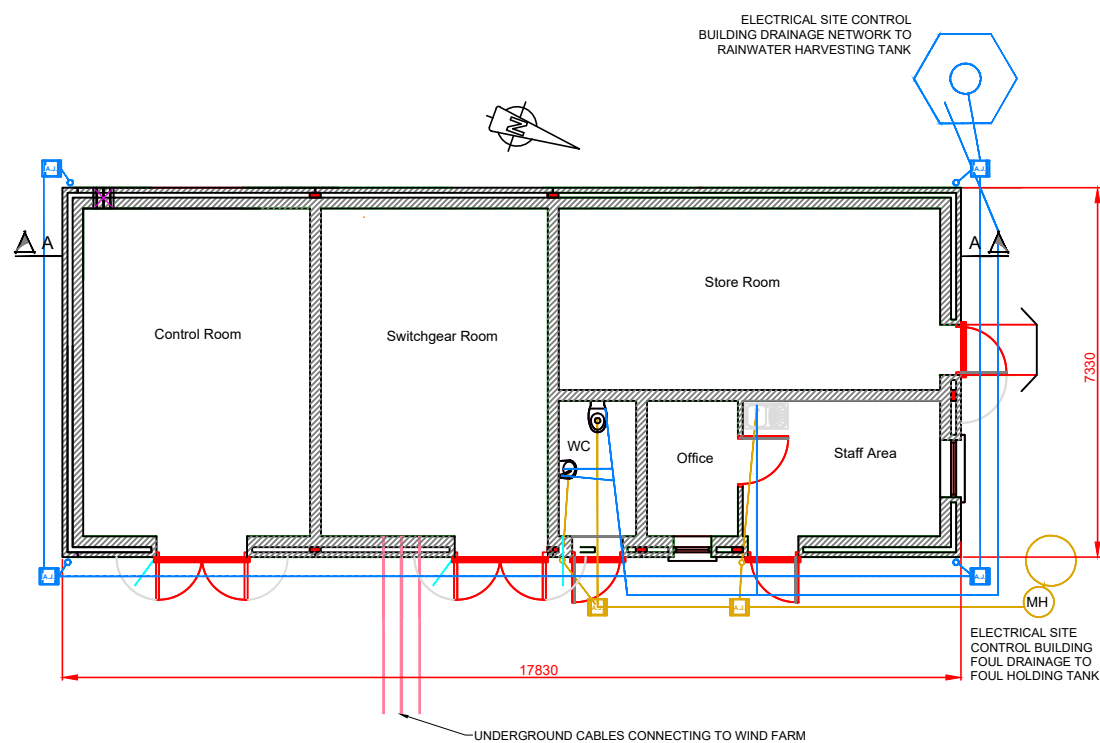 ELECTRICAL SITE CONTROL
BUILDING DRAINAGE NETWORK TO
RAINWATER HARVESTING TANK
N
A.J.
A.J.
A
A
Store Room
Control Room
Switchgear Room
7330
WC
Office
Staff Area
A.J.
A.J.
A.J.
A.J.
MH
ELECTRICAL SITE
CONTROL BUILDING
FOUL DRAINAGE TO
FOUL HOLDING TANK
17830
UNDERGROUND CABLES CONNECTING TO WIND FARM